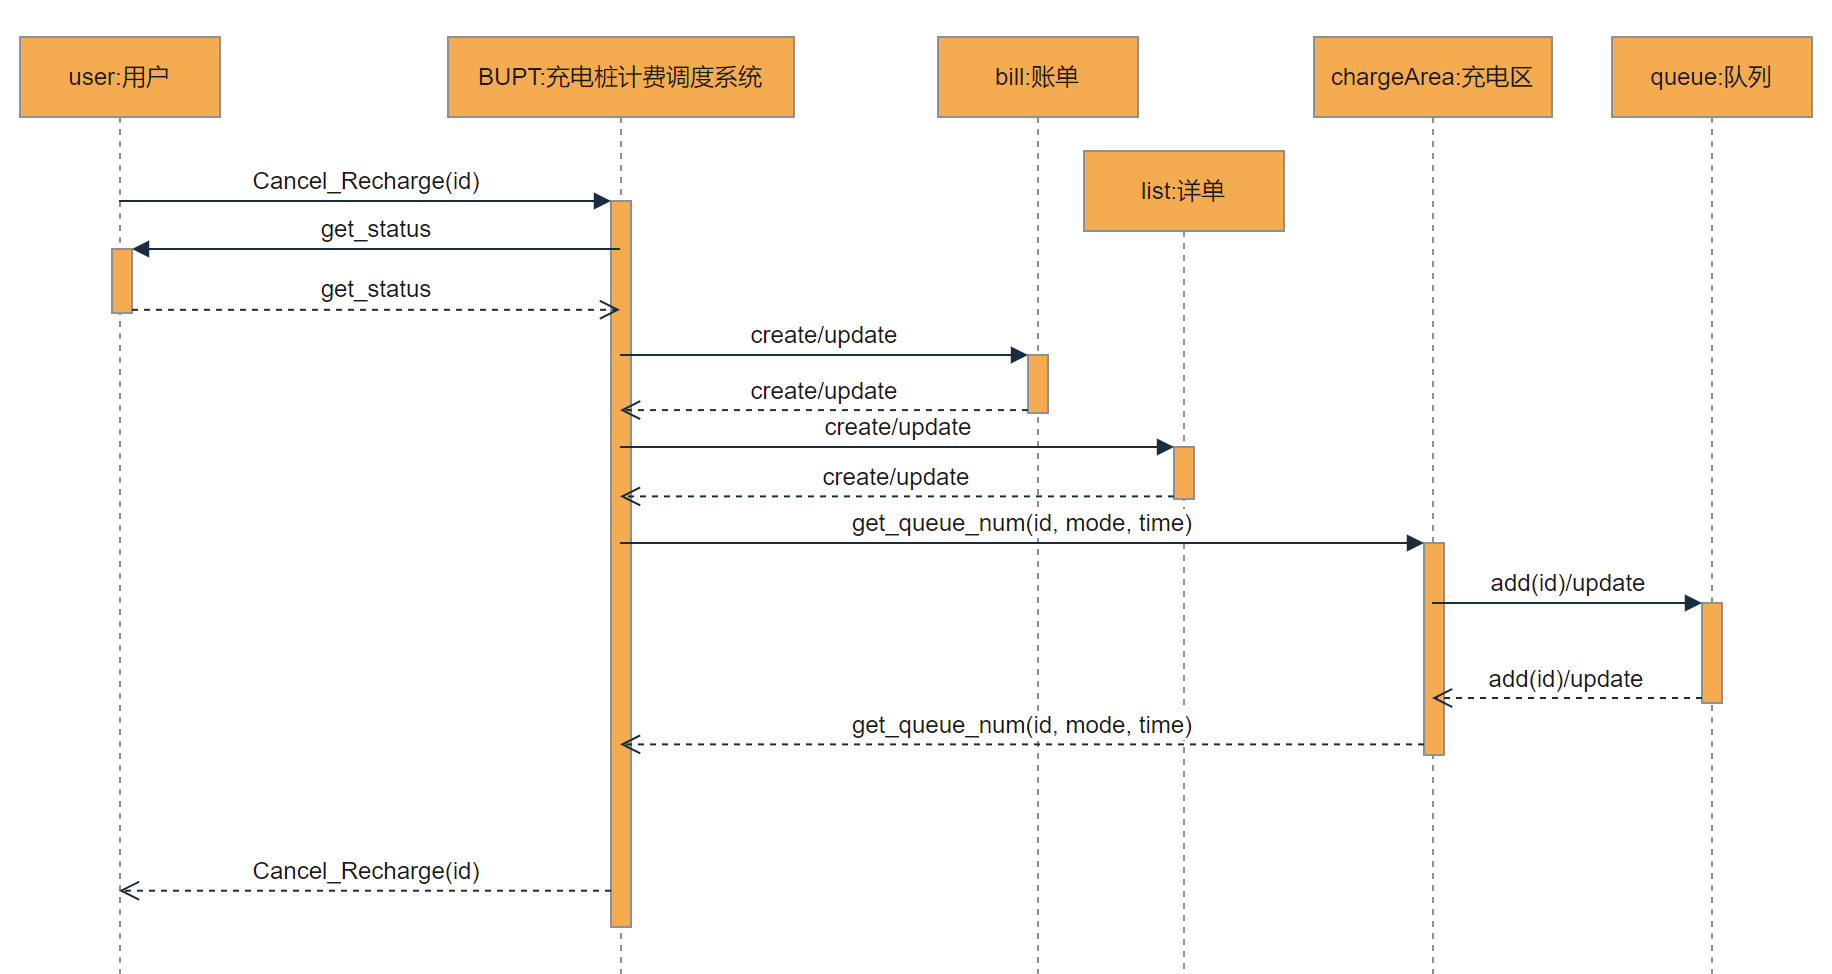 user:用户
BUPT:充电桩计费调度系统
bill:账单
chargeArea:充电区
queue:队列
list:详单
Cancel_Recharge(id)
get_status
get_status
create/update
create/update
create/update
create/update
get_queue_num(id, mode, time)
add(id)/update
add(id)/update
get_queue_num(id, mode, time)
Cancel_Recharge(id)